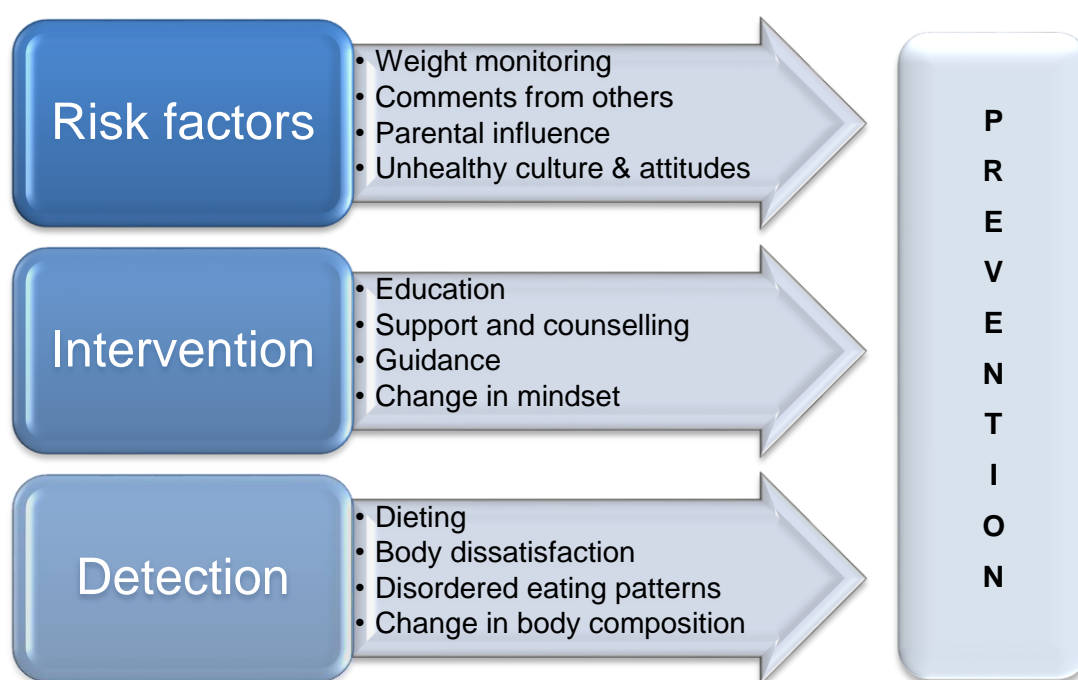 Risk factors
• Weight monitoring
• Comments from others
• Parental influence
• Unhealthy culture & attitudes
Intervention
• Education
• Support and counselling
• Guidance
• Change in mindset
Detection
• Dieting
• Body dissatisfaction
• Disordered eating patterns
• Change in body composition
P
R
E
V
E
N
T
I
O
N